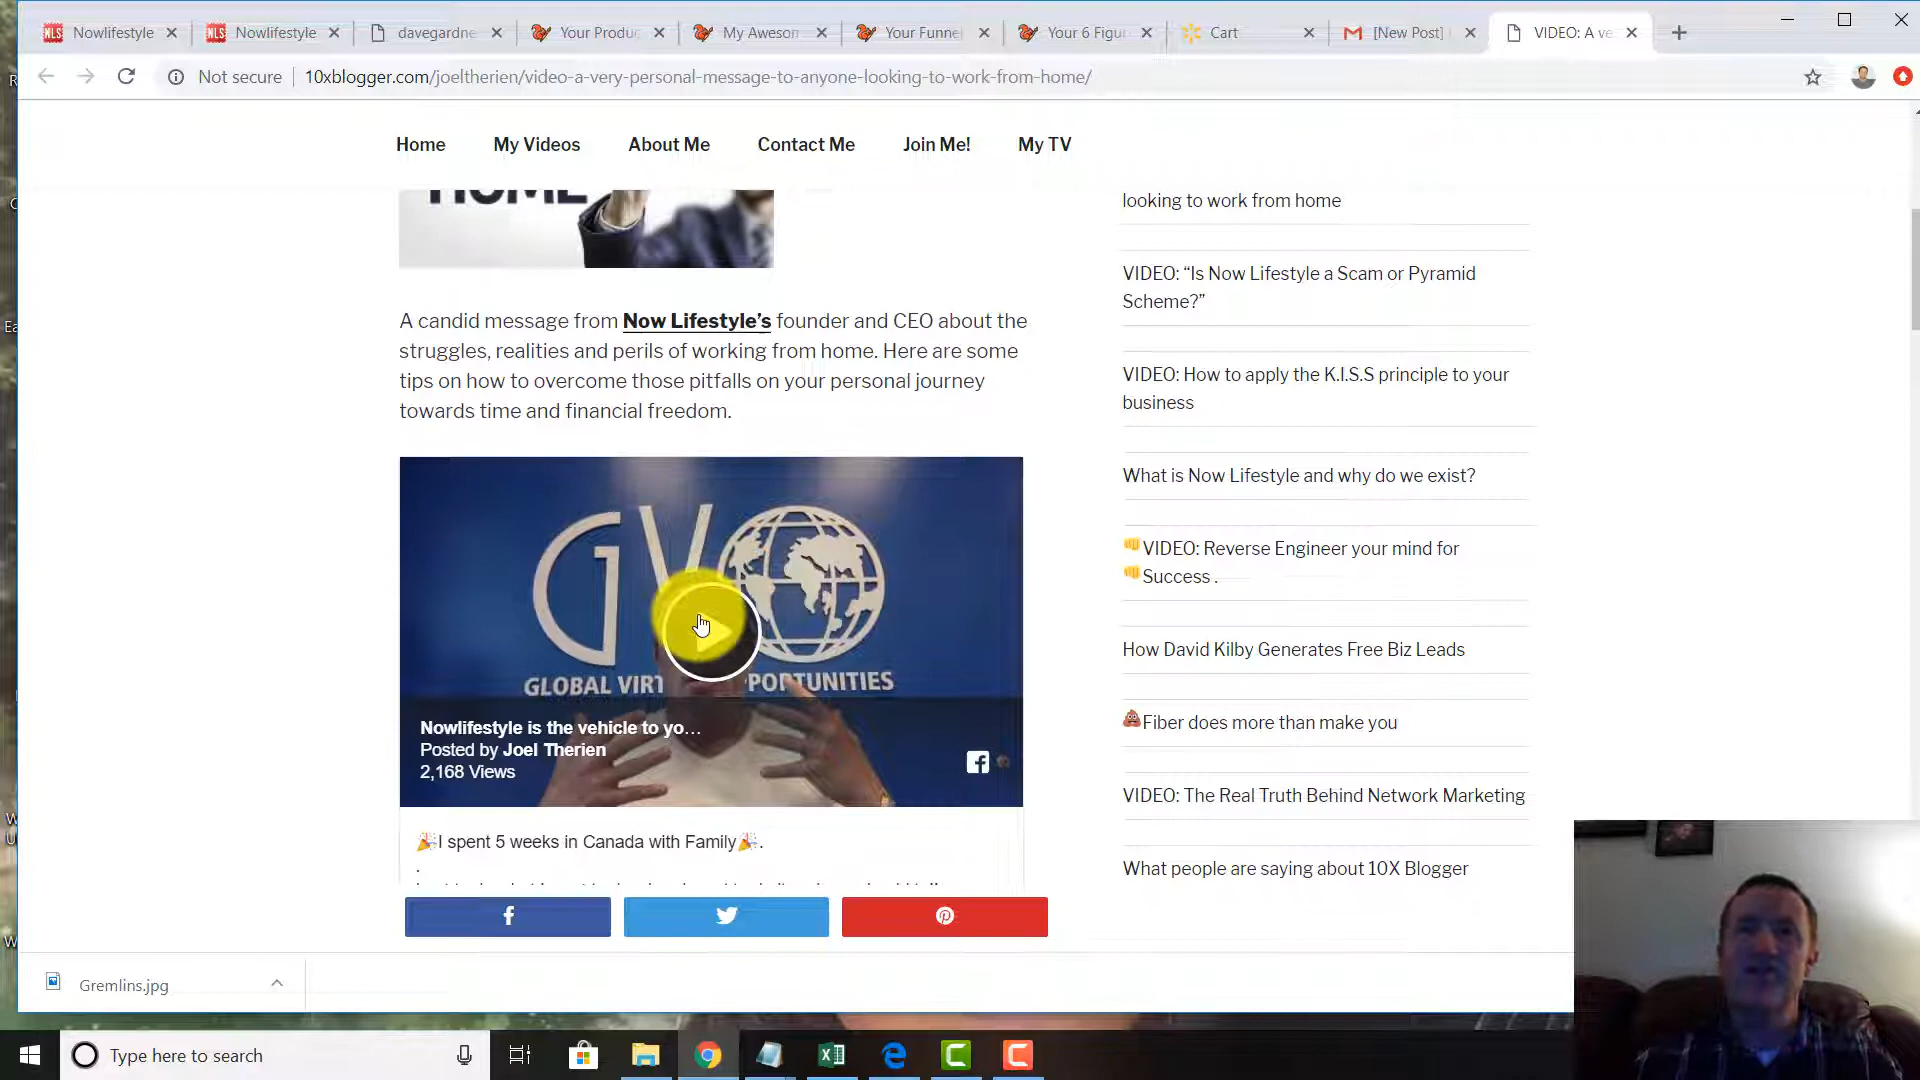 Nowlifestyle
Nowlifestyle
davegardne
Your Produc
My Awesom
Your Funne
Your 6 Figu
Cart
[New Post]
VIDEO: A ve
Not secure
10xblogger.com/joeltherien/video-a-very-personal-message-to-anyone-looking-to-work-from-home/
Home
My Videos
About Me
Contact Me
Join Me!
My TV
HOME
A candid message from Now Lifestyle's founder and CEO about the
struggles, realities and perils of working from home. Here are some
tips on how to overcome those pitfalls on your personal journey
towards time and financial freedom.
GVO
GLOBAL VIRT PPORTUNITIES
Nowlifestyle is the vehicle to yo…
Posted by Joel Therien
2,168 Views
🎉I spent 5 weeks in Canada with Family🎉.
.
looking to work from home
VIDEO: “Is Now Lifestyle a Scam or Pyramid
Scheme?”
VIDEO: How to apply the K.I.S.S principle to your
business
What is Now Lifestyle and why do we exist?
👊VIDEO: Reverse Engineer your mind for
👊Success .
How David Kilby Generates Free Biz Leads
💩Fiber does more than make you
VIDEO: The Real Truth Behind Network Marketing
What people are saying about 10X Blogger
Gremlins.jpg
Type here to search